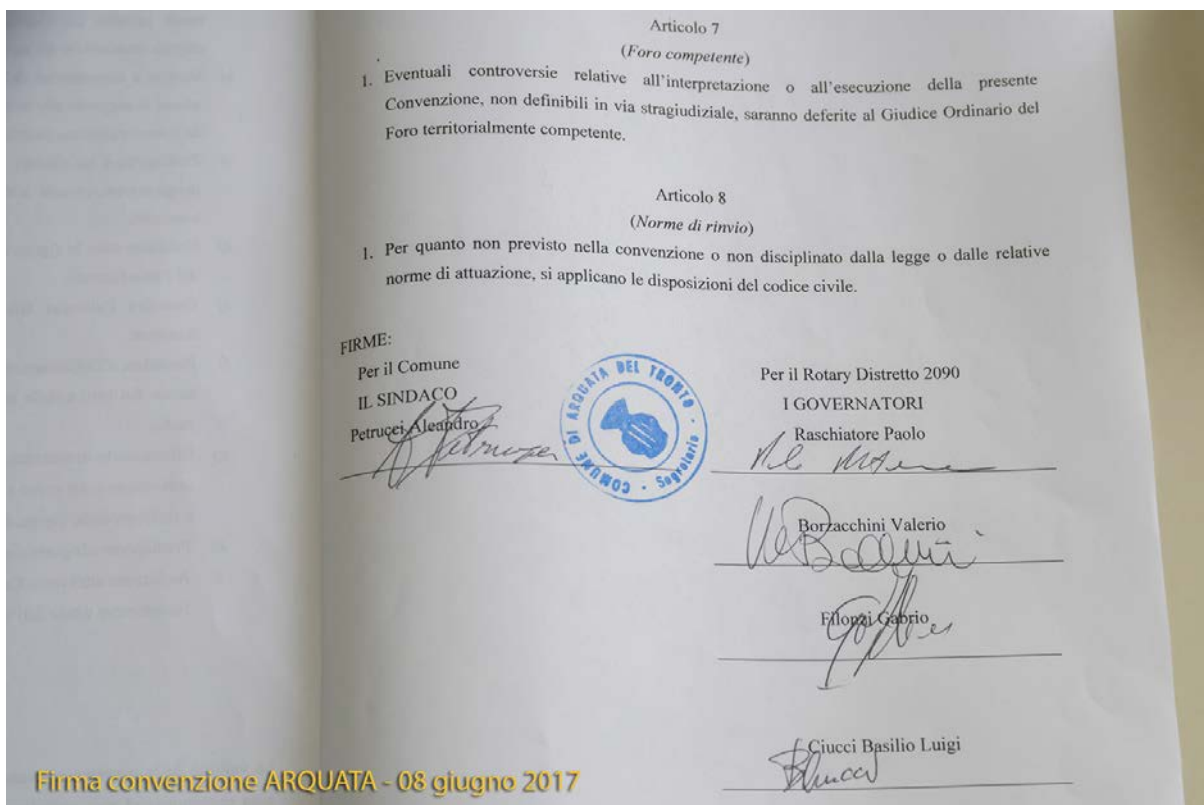 Articolo 7
(Foro competente)
1. Eventuali controversie relative all'interpretazione o all'esecuzione della presente
Convenzione, non definibili in via stragiudiziale, saranno deferite al Giudice Ordinario del
Foro territorialmente competente.
Articolo 8
(Norme di rinvio)
1. Per quanto non previsto nella convenzione o non disciplinato dalla legge o dalle relative
norme di attuazione, si applicano le disposizioni del codice civile.
FIRME:
Per il Comune
IL SINDACO
Petrucci Aleandro
COMUNE DI ARQUATA DEL TRONTO - Segretario -
Per il Rotary Distretto 2090
I GOVERNATORI
Raschiatore Paolo
Borzacchini Valerio
Filonzi Gabrio
Ciucci Basilio Luigi
Firma convenzione ARQUATA - 08 giugno 2017